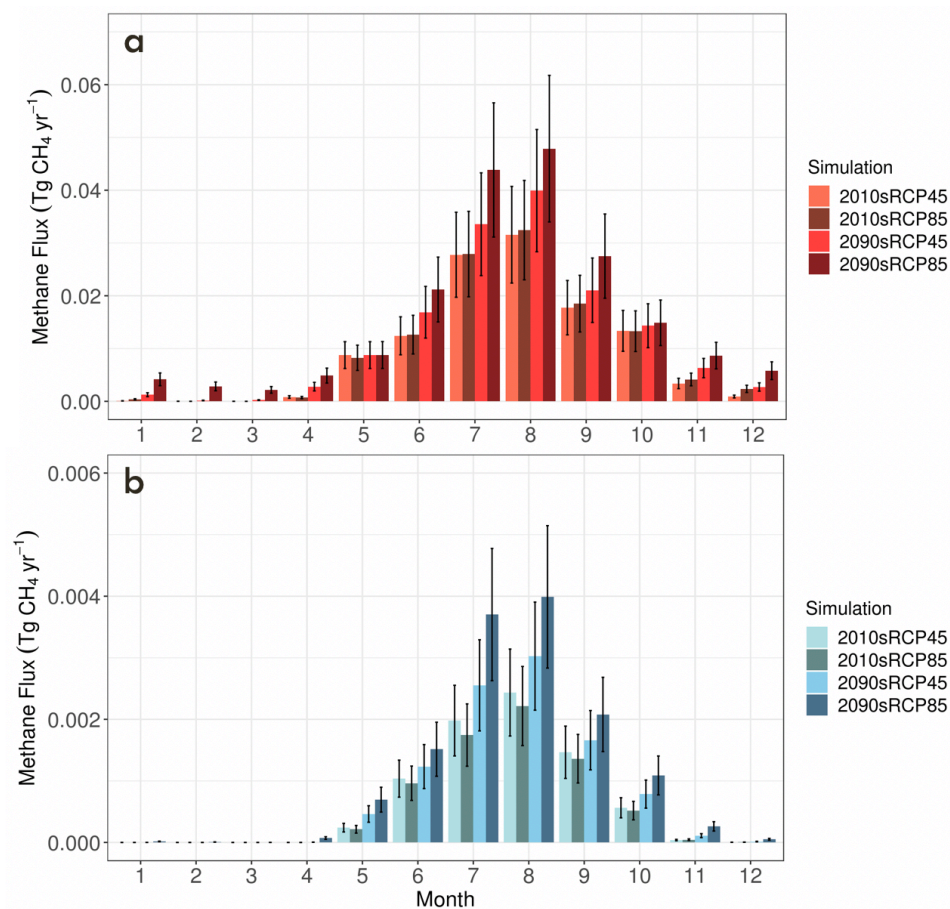 a
Methane Flux (Tg CH₄ yr⁻¹)
0.06
0.04
0.02
0.00
1 2 3 4 5 6 7 8 9 10 11 12
Simulation
2010sRCP45
2010sRCP85
2090sRCP45
2090sRCP85
b
Methane Flux (Tg CH₄ yr⁻¹)
0.006
0.004
0.002
0.000
1 2 3 4 5 6 7 8 9 10 11 12
Month
Simulation
2010sRCP45
2010sRCP85
2090sRCP45
2090sRCP85